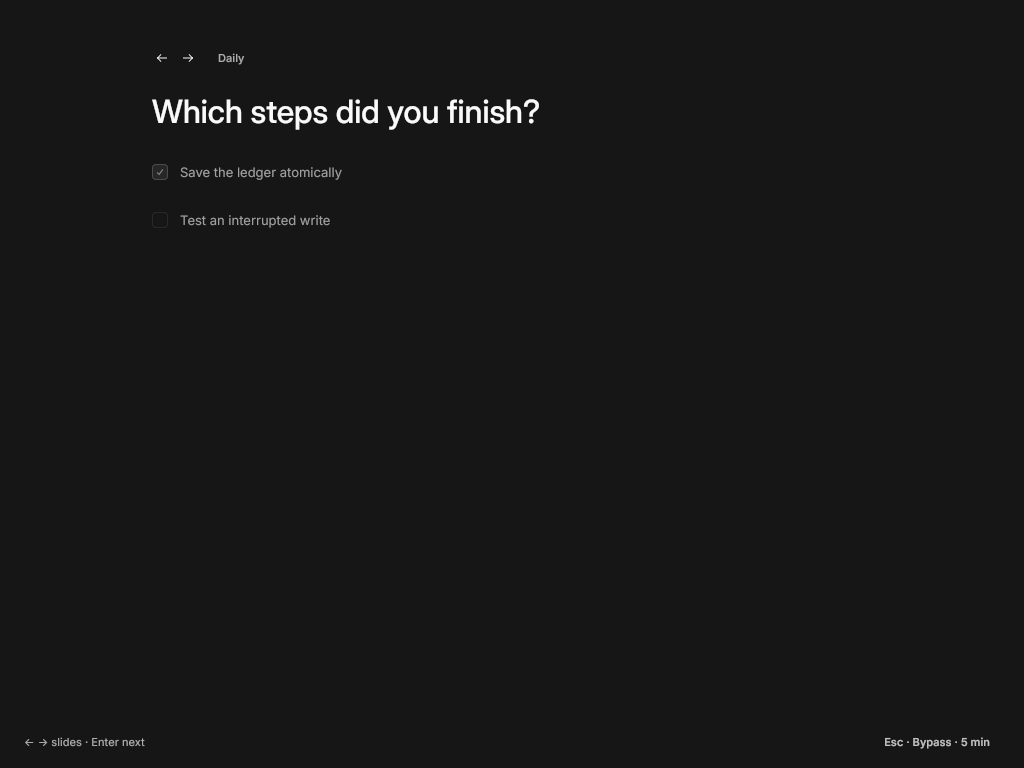 ← → Daily
Which steps did you finish?
Save the ledger atomically
Test an interrupted write
← → slides · Enter next
Esc · Bypass · 5 min